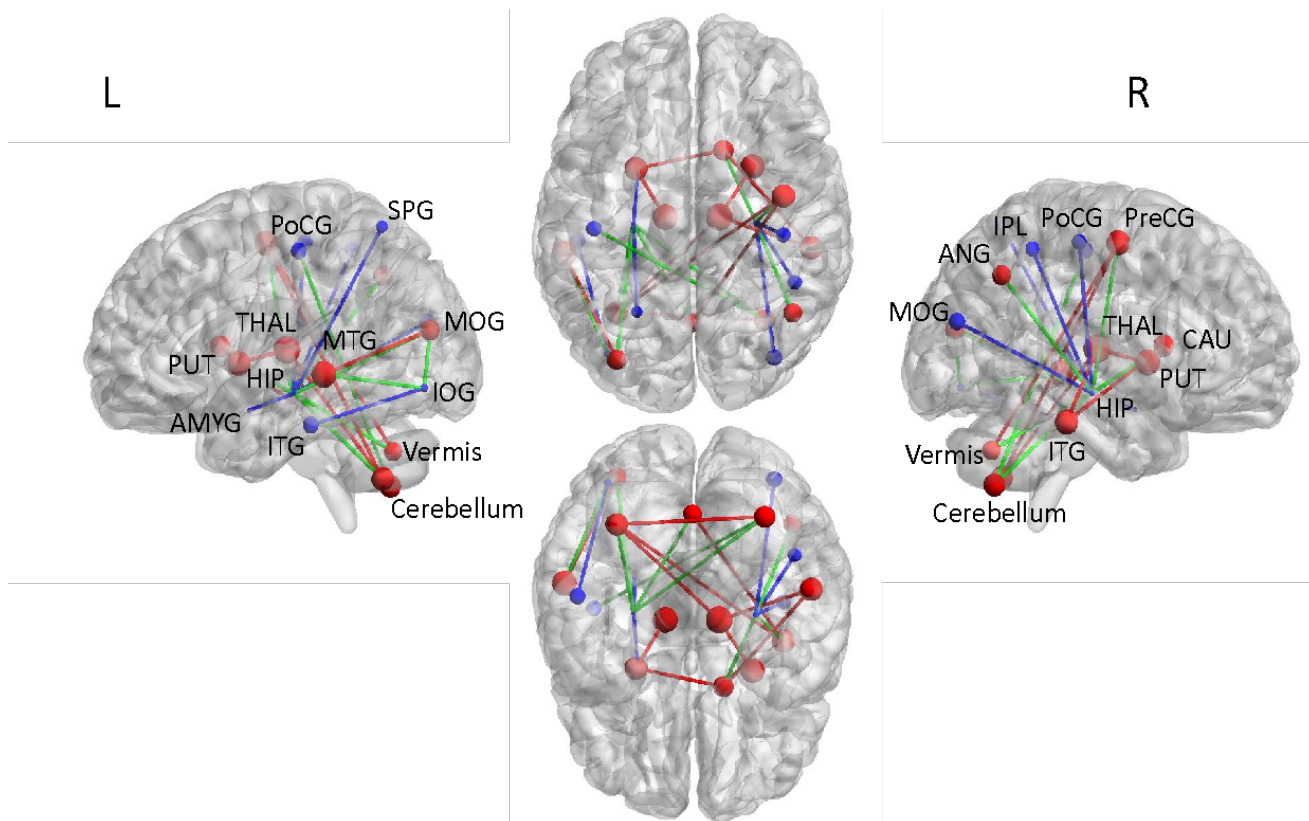 L
R
SPG
PoCG
THAL
MTG
MOG
PUT
HIP
IOG
AMYG
ITG
Vermis
Cerebellum
IPL
PoCG
PreCG
ANG
MOG
THAL
CAU
PUT
HIP
ITG
Vermis
Cerebellum